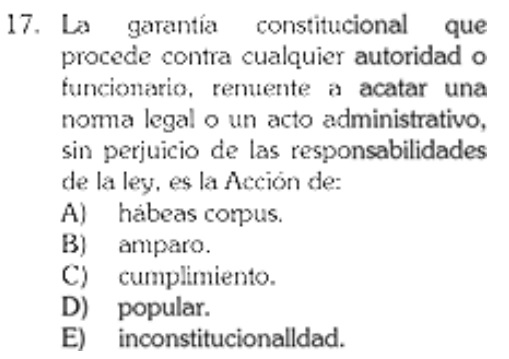 17. La garantía constitucional que
procede contra cualquier autoridad o
funcionario, renuente a acatar una
norma legal o un acto administrativo,
sin perjuicio de las responsabilidades
de la ley, es la Acción de:
A) hábeas corpus.
B) amparo.
C) cumplimiento.
D) popular.
E) inconstitucionalldad.